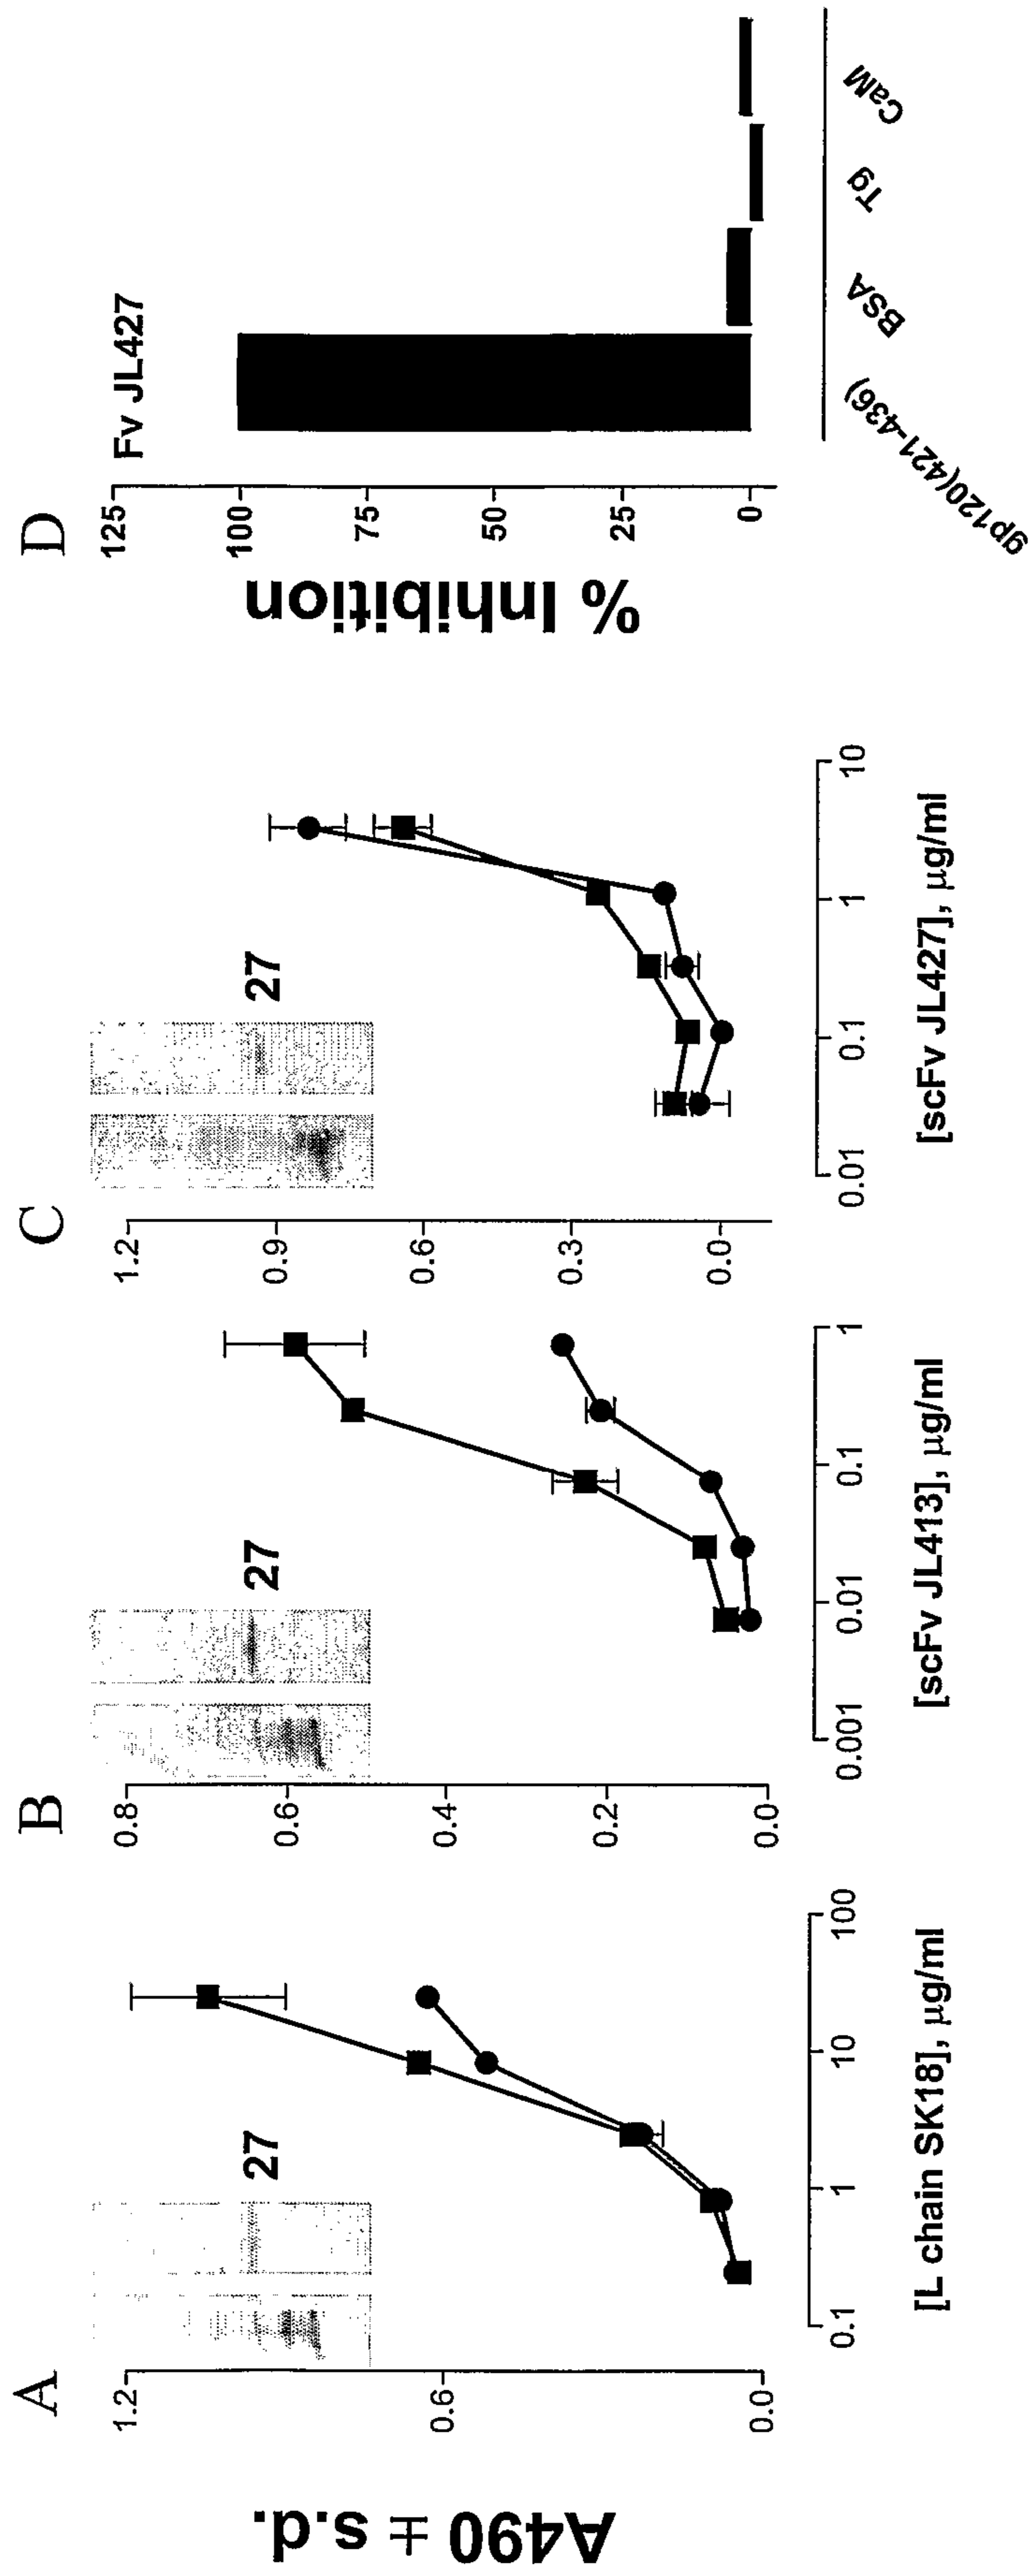 A
A490 ± s.d.
1.2
0.6
0.0
27
0.1
1
10
100
[L chain SK18], µg/ml
B
0.8
0.6
0.4
0.2
0.0
27
0.001
0.01
0.1
1
[scFv JL413], µg/ml
C
1.2
0.9
0.6
0.3
0.0
27
0.01
0.1
1
10
[scFv JL427], µg/ml
D
% Inhibition
125
100
75
50
25
0
Fv JL427
gp120(421-436)
BSA
Tg
CaM